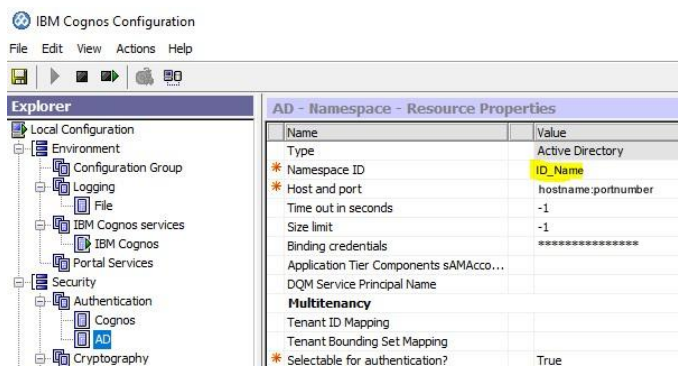 IBM Cognos Configuration
File Edit View Actions Help
Explorer
Local Configuration
Environment
Configuration Group
Logging
File
IBM Cognos services
IBM Cognos
Portal Services
Security
Authentication
Cognos
AD
Cryptography
AD - Namespace - Resource Properties
Name Value
Type Active Directory
* Namespace ID ID_Name
* Host and port hostname:portnumber
Time out in seconds -1
Size limit -1
Binding credentials ***************
Application Tier Components sAMAcco...
DQM Service Principal Name
Multitenancy
Tenant ID Mapping
Tenant Bounding Set Mapping
* Selectable for authentication? True